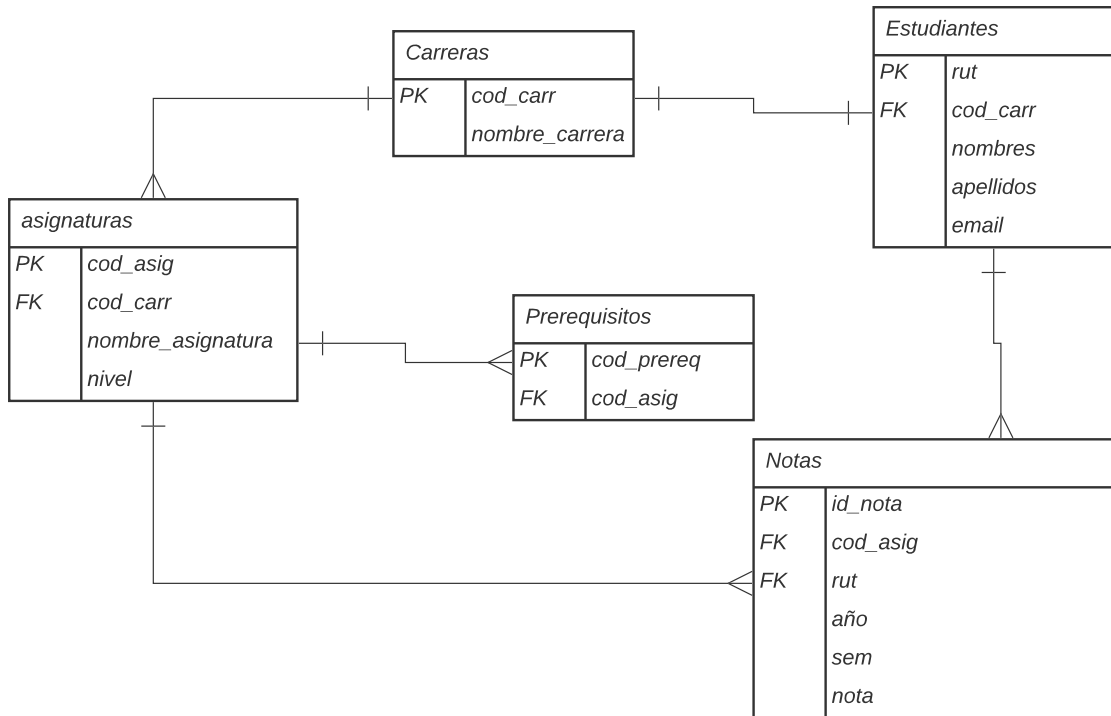 Carreras
PK cod_carr
nombre_carrera
Estudiantes
PK rut
FK cod_carr
nombres
apellidos
email
asignaturas
PK cod_asig
FK cod_carr
nombre_asignatura
nivel
Prerequisitos
PK cod_prereq
FK cod_asig
Notas
PK id_nota
FK cod_asig
FK rut
año
sem
nota